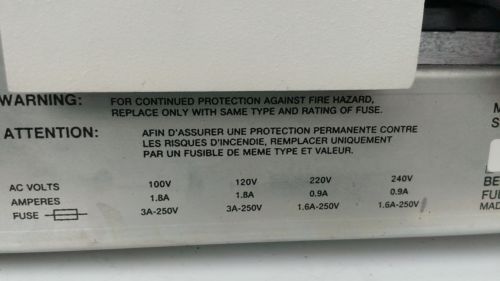 WARNING: FOR CONTINUED PROTECTION AGAINST FIRE HAZARD,
REPLACE ONLY WITH SAME TYPE AND RATING OF FUSE.
ATTENTION: AFIN D'ASSURER UNE PROTECTION PERMANENTE CONTRE
LES RISQUES D'INCENDIE, REMPLACER UNIQUEMENT
PAR UN FUSIBLE DE MEME TYPE ET VALEUR.
AC VOLTS 100V 120V 220V 240V
AMPERES 1.8A 1.8A 0.9A 0.9A
FUSE 3A-250V 3A-250V 1.6A-250V 1.6A-250V
M
S
BE
FU
MAD